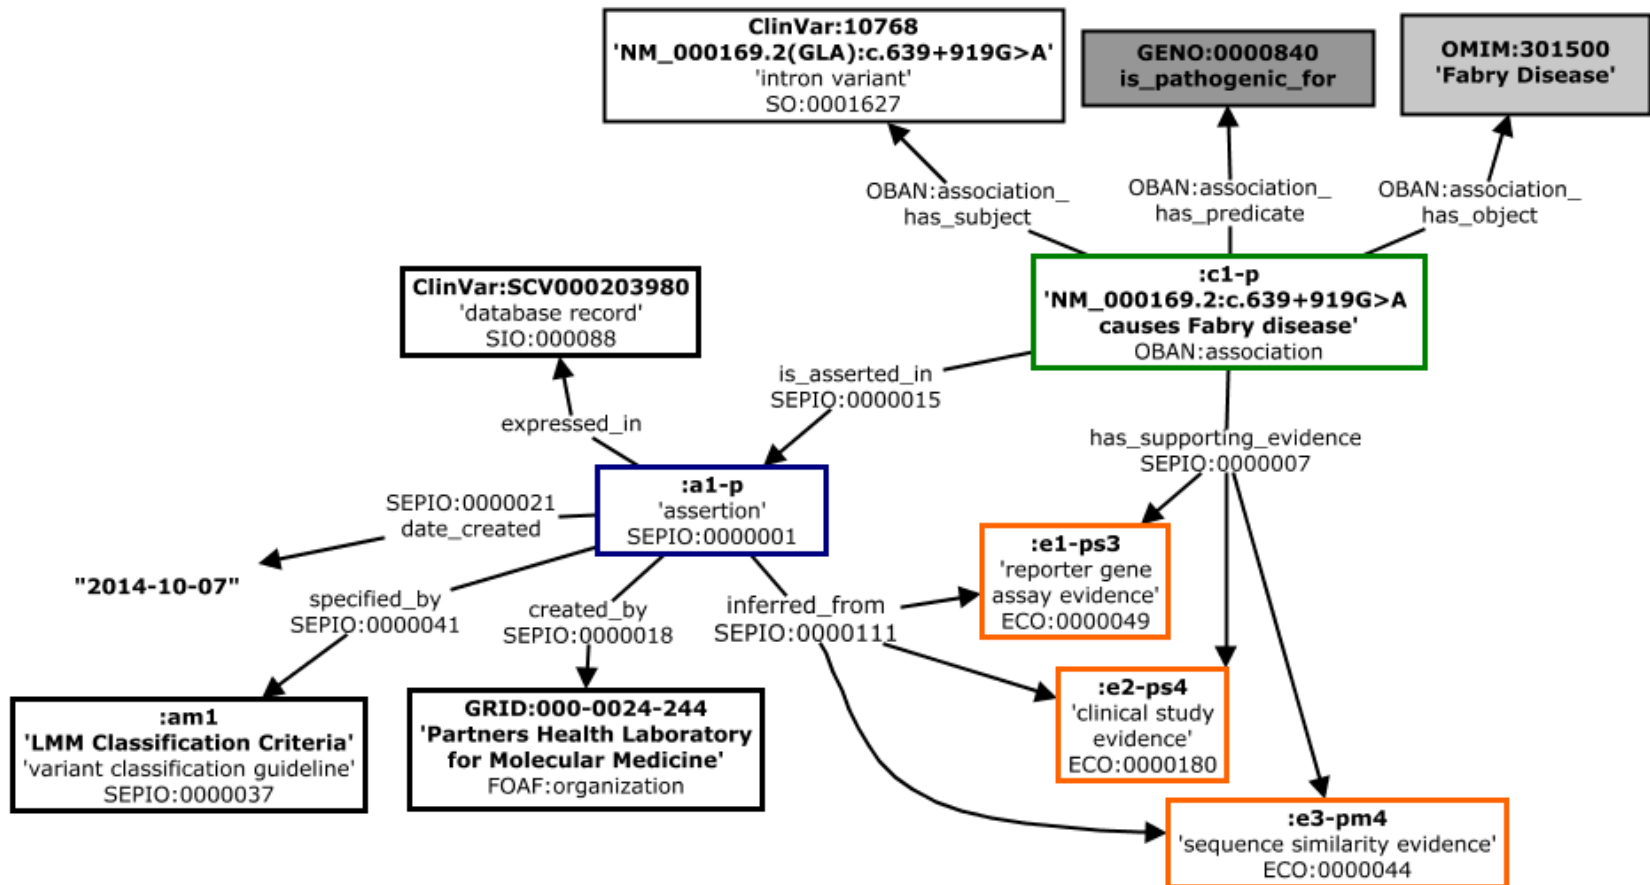 ClinVar:10768
'NM_000169.2(GLA):c.639+919G>A'
'intron variant'
SO:0001627
GENO:0000840
is_pathogenic_for
OMIM:301500
'Fabry Disease'
OBAN:association_
has_subject
OBAN:association_
has_predicate
OBAN:association_
has_object
:c1-p
'NM_000169.2:c.639+919G>A
causes Fabry disease'
OBAN:association
ClinVar:SCV000203980
'database record'
SIO:000088
is_asserted_in
SEPIO:0000015
expressed_in
has_supporting_evidence
SEPIO:0000007
:a1-p
'assertion'
SEPIO:0000001
SEPIO:0000021
date_created
"2014-10-07"
:e1-ps3
'reporter gene
assay evidence'
ECO:0000049
specified_by
SEPIO:0000041
created_by
SEPIO:0000018
inferred_from
SEPIO:0000111
:e2-ps4
'clinical study
evidence'
ECO:0000180
:am1
'LMM Classification Criteria'
'variant classification guideline'
SEPIO:0000037
GRID:000-0024-244
'Partners Health Laboratory
for Molecular Medicine'
FOAF:organization
:e3-pm4
'sequence similarity evidence'
ECO:0000044